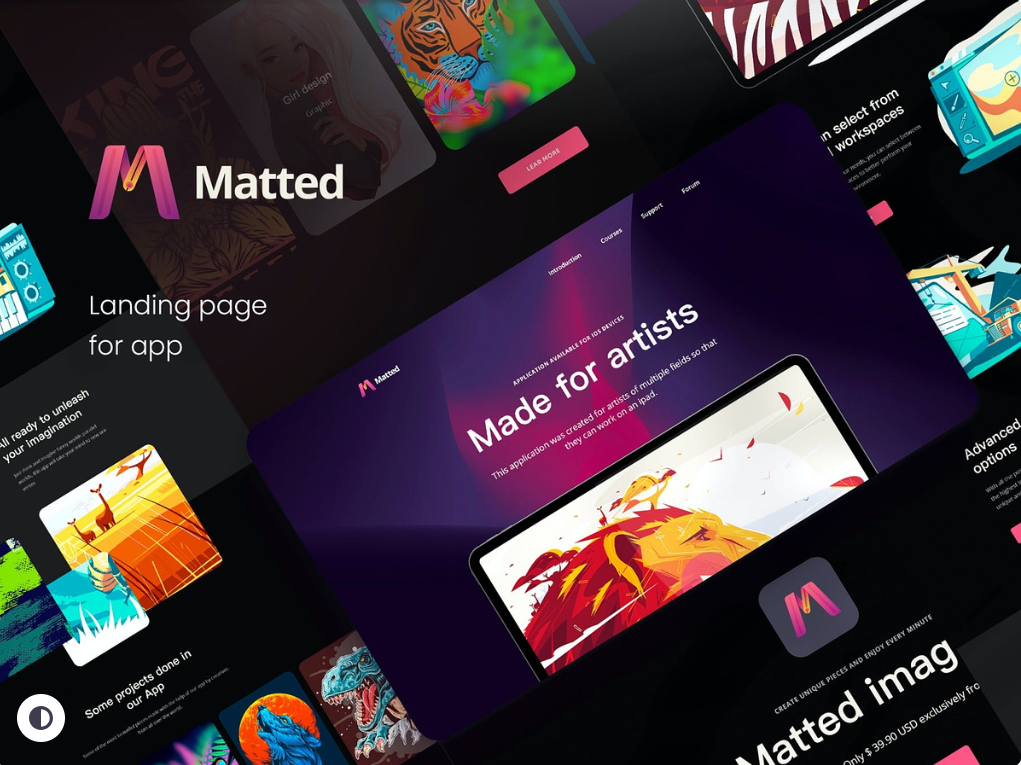 KING
THE
Girl design
Graphic
LEAR MORE
Matted
Landing page
for app
n select from
workspaces
Introduction
Courses
Support
Forum
Matted
APPLICATION AVAILABLE FOR IOS DEVICES
Made for artists
This application was created for artists of multiple fields so that
they can work on an ipad.
All ready to unleash
your imagination
Some projects done in
our App
Advanced
options
CREATE UNIQUE PIECES AND ENJOY EVERY MINUTE
Matted imag
Only $ 39.90 USD exclusively fro